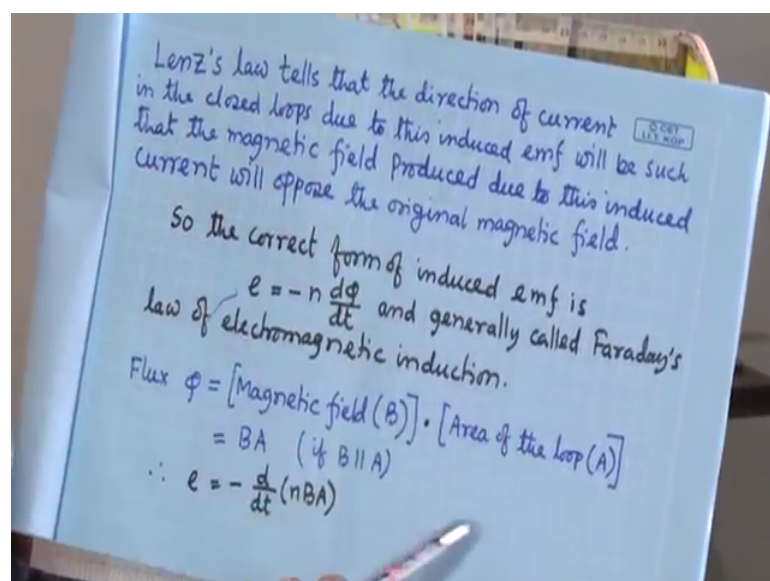 Lenz's law tells that the direction of current
in the closed loops due to this induced emf will be such
that the magnetic field produced due to this induced
current will oppose the original magnetic field.
© CET
I.I.T. KGP
So the correct form of induced emf is
e = -n dφ/dt and generally called Faraday's
law of electromagnetic induction.
Flux φ = [Magnetic field (B)] · [Area of the loop (A)]
= BA (if B || A)
∴ e = - d/dt (nBA)